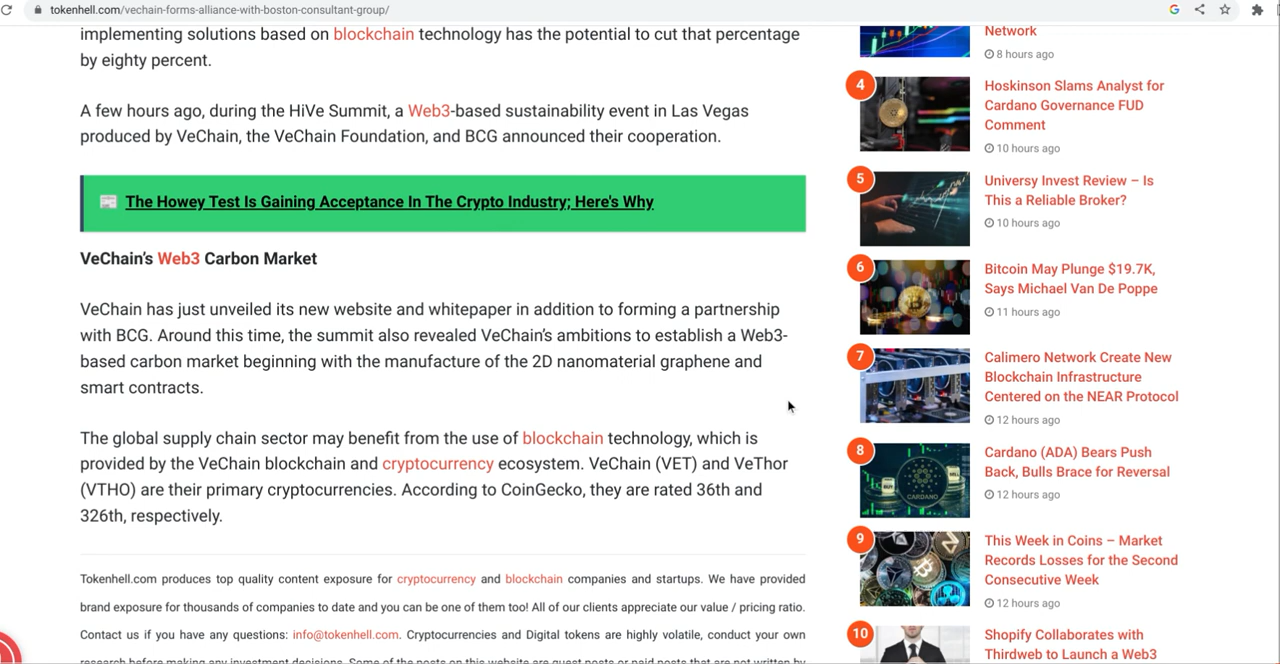 tokenhell.com/vechain-forms-alliance-with-boston-consultant-group/
implementing solutions based on blockchain technology has the potential to cut that percentage
by eighty percent.
A few hours ago, during the HiVe Summit, a Web3-based sustainability event in Las Vegas
produced by VeChain, the VeChain Foundation, and BCG announced their cooperation.
The Howey Test Is Gaining Acceptance In The Crypto Industry; Here's Why
VeChain's Web3 Carbon Market
VeChain has just unveiled its new website and whitepaper in addition to forming a partnership
with BCG. Around this time, the summit also revealed VeChain's ambitions to establish a Web3-
based carbon market beginning with the manufacture of the 2D nanomaterial graphene and
smart contracts.
The global supply chain sector may benefit from the use of blockchain technology, which is
provided by the VeChain blockchain and cryptocurrency ecosystem. VeChain (VET) and VeThor
(VTHO) are their primary cryptocurrencies. According to CoinGecko, they are rated 36th and
326th, respectively.
Tokenhell.com produces top quality content exposure for cryptocurrency and blockchain companies and startups. We have provided
brand exposure for thousands of companies to date and you can be one of them too! All of our clients appreciate our value / pricing ratio.
Contact us if you have any questions: info@tokenhell.com. Cryptocurrencies and Digital tokens are highly volatile, conduct your own
research before making any investment decisions. Some of the posts on this website are guest posts or paid posts that are not written by
Network
8 hours ago
4
Hoskinson Slams Analyst for
Cardano Governance FUD
Comment
10 hours ago
5
Universy Invest Review – Is
This a Reliable Broker?
10 hours ago
6
Bitcoin May Plunge $19.7K,
Says Michael Van De Poppe
11 hours ago
7
Calimero Network Create New
Blockchain Infrastructure
Centered on the NEAR Protocol
12 hours ago
8
CARDANO
Cardano (ADA) Bears Push
Back, Bulls Brace for Reversal
12 hours ago
9
This Week in Coins – Market
Records Losses for the Second
Consecutive Week
12 hours ago
10
Shopify Collaborates with
Thirdweb to Launch a Web3